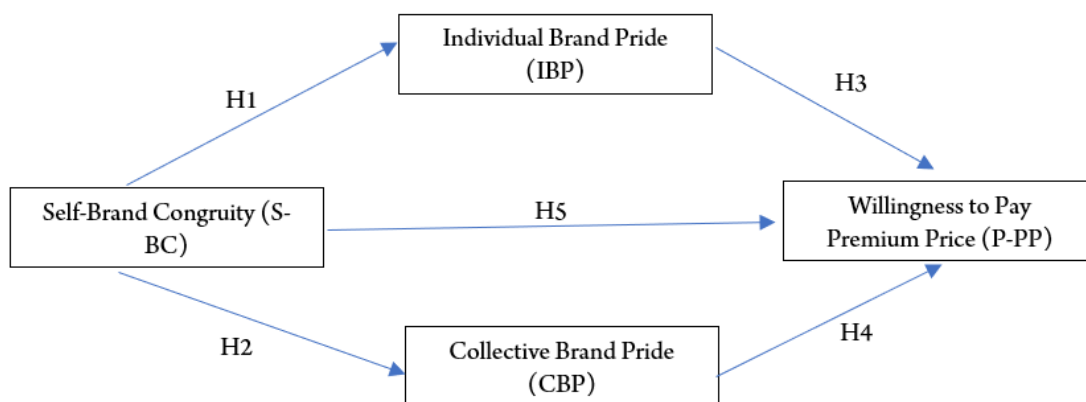 Individual Brand Pride
(IBP)
H1
H3
Self-Brand Congruity (S-
BC)
H5
Willingness to Pay
Premium Price (P-PP)
H2
H4
Collective Brand Pride
(CBP)